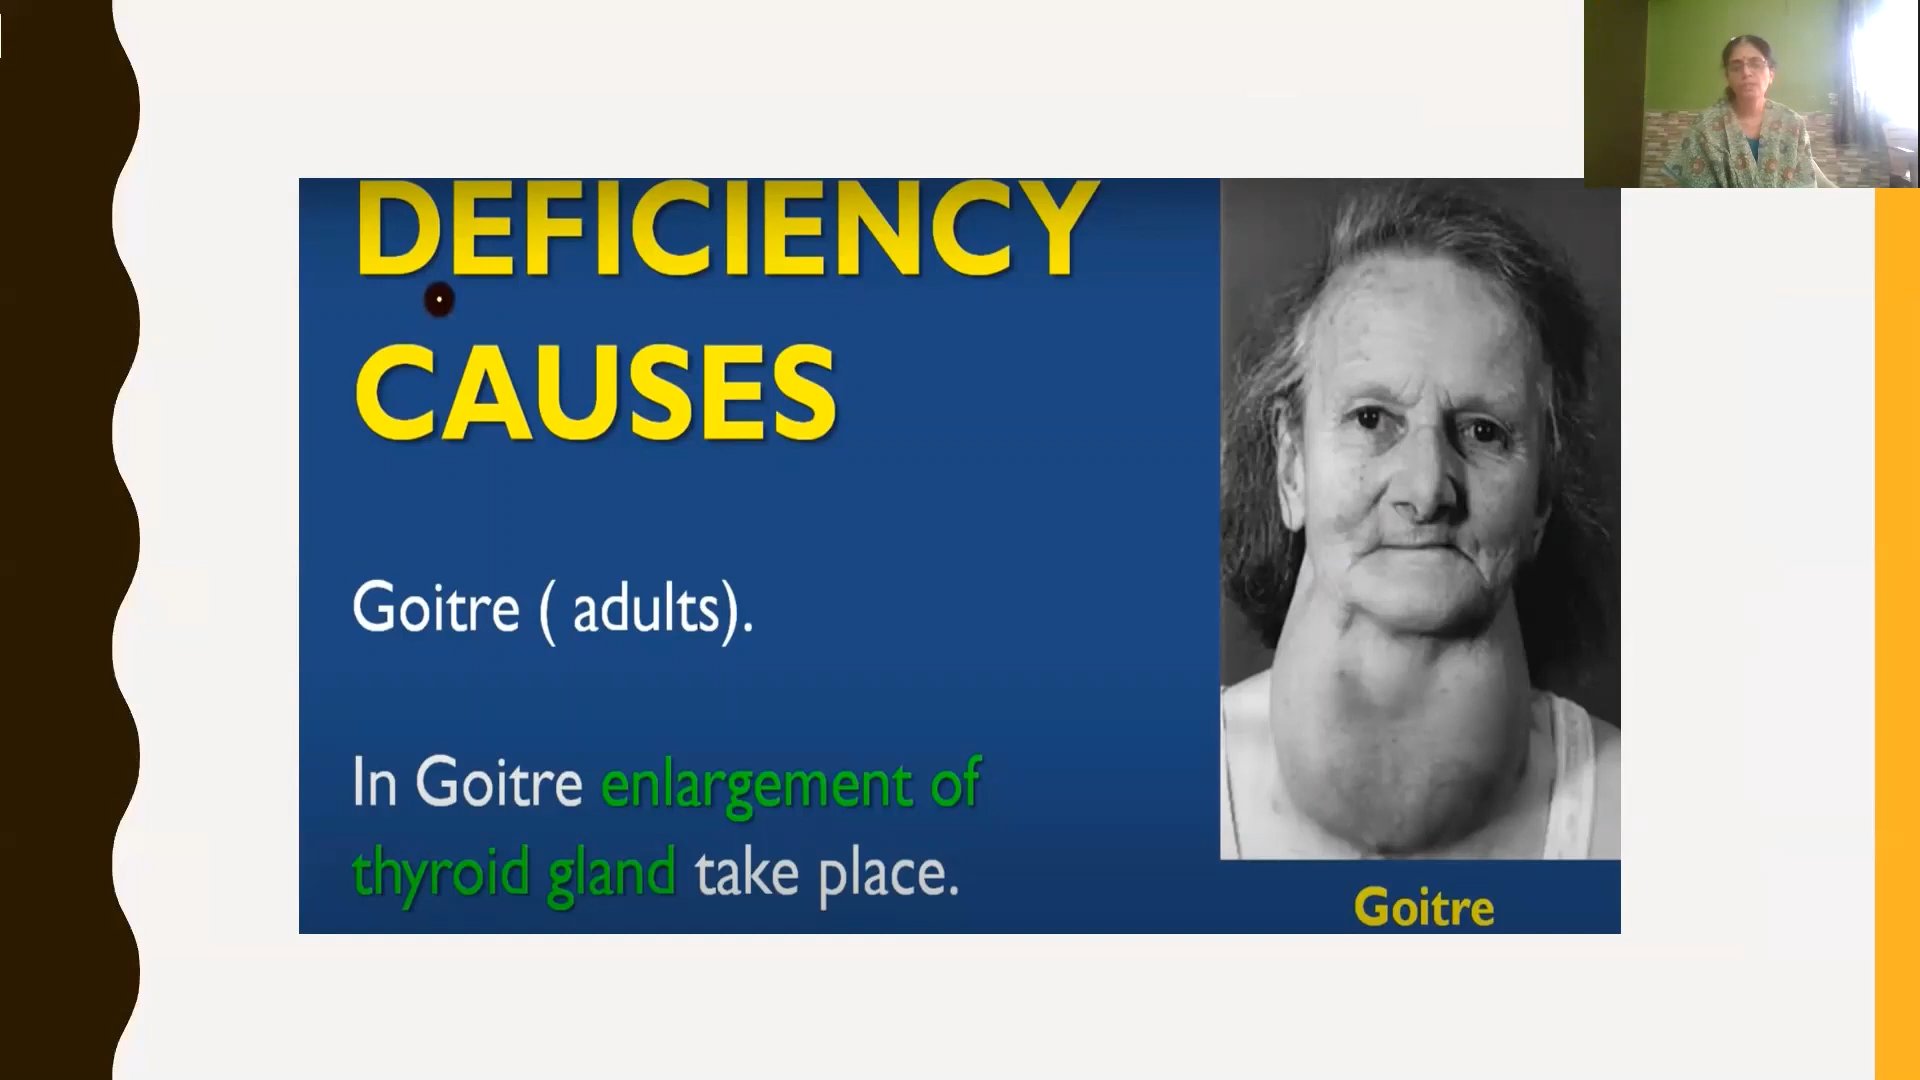 DEFICIENCY
CAUSES
Goitre ( adults).
In Goitre enlargement of
thyroid gland take place.
Goitre